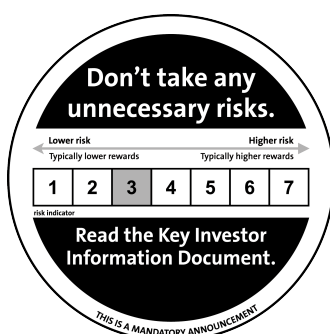 Don't take any
unnecessary risks.
Lower risk Higher risk
Typically lower rewards Typically higher rewards
1 2 3 4 5 6 7
risk indicator
Read the Key Investor
Information Document.
THIS IS A MANDATORY ANNOUNCEMENT